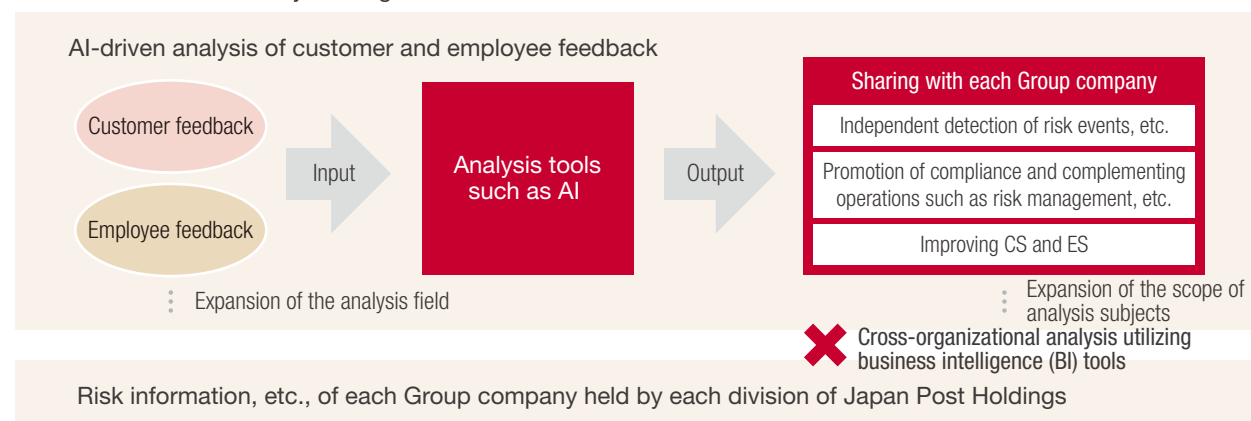 AI-driven analysis of customer and employee feedback
Customer feedback
Employee feedback
Input
Analysis tools
such as AI
Output
Sharing with each Group company
Independent detection of risk events, etc.
Promotion of compliance and complementing
operations such as risk management, etc.
Improving CS and ES
Expansion of the analysis field
Expansion of the scope of
analysis subjects
Cross-organizational analysis utilizing
business intelligence (BI) tools
Risk information, etc., of each Group company held by each division of Japan Post Holdings